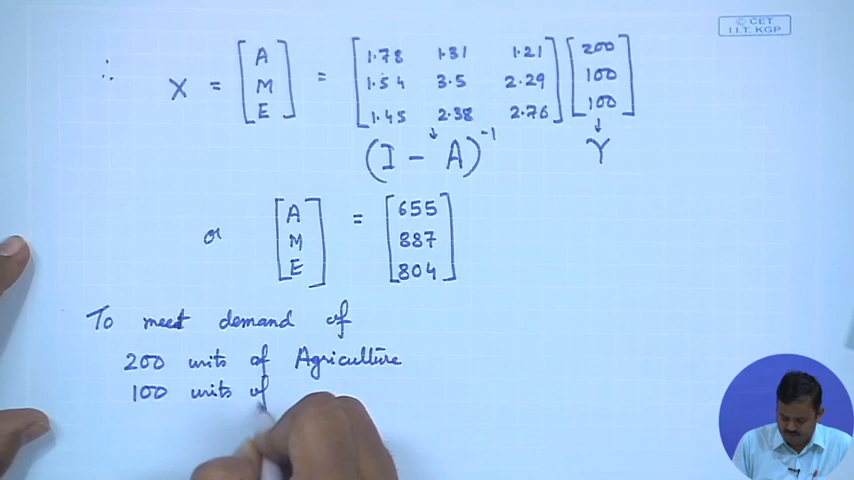 © CET
I.I.T. KGP
∴ X = [A M E] = [1.78 1.31 1.21; 1.54 3.5 2.29; 1.45 2.38 2.76] [200 100 100]
(I - A)⁻¹ Y
or [A M E] = [655 887 804]
To meet demand of
200 units of Agriculture
100 units of